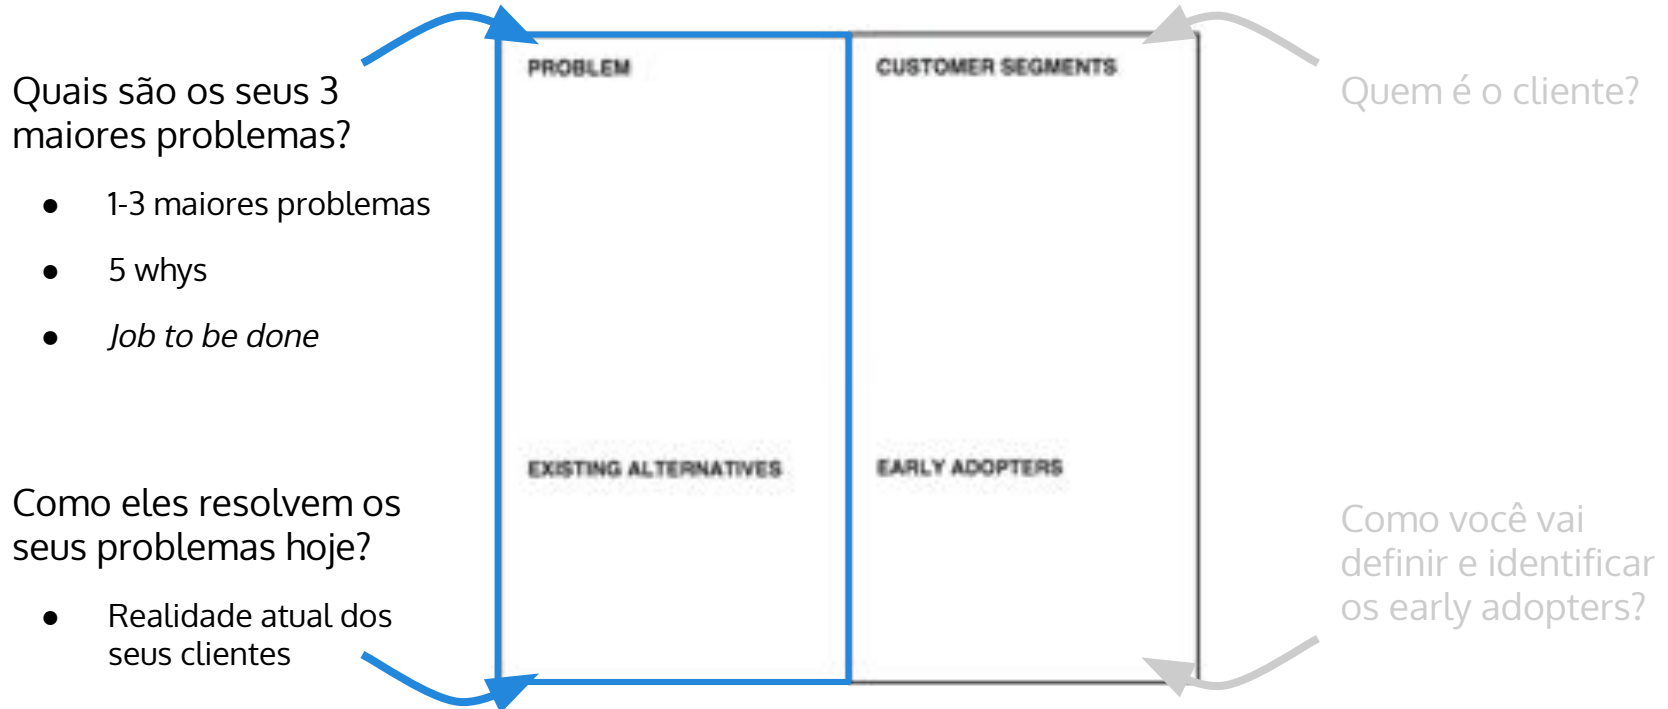 Quais são os seus 3
maiores problemas?
● 1-3 maiores problemas
● 5 whys
● Job to be done
Como eles resolvem os
seus problemas hoje?
● Realidade atual dos
seus clientes
PROBLEM
EXISTING ALTERNATIVES
CUSTOMER SEGMENTS
EARLY ADOPTERS
Quem é o cliente?
Como você vai
definir e identificar
os early adopters?